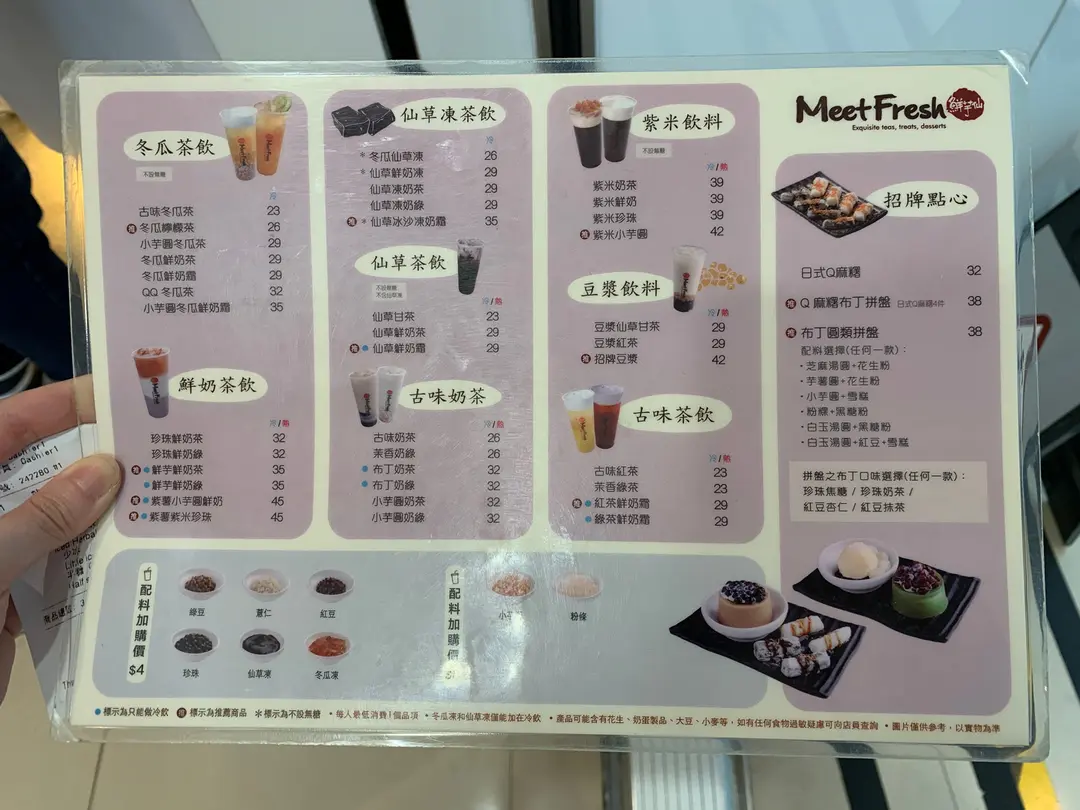 冬瓜茶飲
不設餐糖
冷
古味冬瓜茶 23
推 冬瓜檸檬茶 26
小芋圓冬瓜茶 29
冬瓜鮮奶茶 29
冬瓜鮮奶霜 29
QQ 冬瓜茶 32
小芋圓冬瓜鮮奶霜 35
鮮奶茶飲
冷/熱
珍珠鮮奶茶 32
珍珠鮮奶綠 32
推 鮮芋鮮奶茶 35
鮮芋鮮奶綠 35
推 紫薯小芋圓鮮奶 45
推 紫薯紫米珍珠 45
仙草凍茶飲
冷
*冬瓜仙草凍 26
*仙草鮮奶凍 29
仙草凍奶茶 29
仙草凍奶綠 29
推 *仙草冰沙凍奶霜 35
仙草茶飲
冷/熱
仙草甘茶 23
仙草鮮奶茶 29
推 仙草鮮奶霜 29
古味奶茶
冷/熱
古味奶茶 26
茉香奶綠 26
布丁奶茶 32
布丁奶綠 32
小芋圓奶茶 32
小芋圓奶綠 32
紫米飲料
冷/熱
紫米奶茶 39
紫米鮮奶 39
紫米珍珠 39
推 紫米小芋圓 42
豆漿飲料
冷/熱
豆漿仙草甘茶 29
豆漿紅茶 29
推 招牌豆漿 42
古味茶飲
冷/熱
古味紅茶 23
茉香綠茶 23
推 紅茶鮮奶霜 29
綠茶鮮奶霜 29
MeetFresh 鮮芋仙
Exquisite teas, treats, desserts
招牌點心
日式Q麻糬 32
推 Q 麻糬布丁拼盤 日式Q麻糬4件 38
推 布丁圓類拼盤 38
配料選擇(任何一款)：
・芝麻湯圓+花生粉
・芋薯圓+花生粉
・小芋圓+雪糕
・粉粿+黑糖粉
・白玉湯圓+黑糖粉
・白玉湯圓+紅豆+雪糕
拼盤之布丁口味選擇(任何一款)：
珍珠焦糖 / 珍珠奶茶 /
紅豆杏仁 / 紅豆抹茶
配料加購價$4
綠豆 薏仁 紅豆
珍珠 仙草凍 冬瓜凍
配料加購價
小芋 粉條
標示為只能做冷飲 推 標示為推薦商品 *標示為不設無糖 •每人最低消費1個品項 •冬瓜凍和仙草凍僅能加在冷飲 •產品可能含有花生、奶蛋製品、大豆、小麥等，如有任何食物過敏疑慮可向店員查詢 •圖片僅供參考，以實物為準
Cashier1
: Cashier1
: 242280 R1